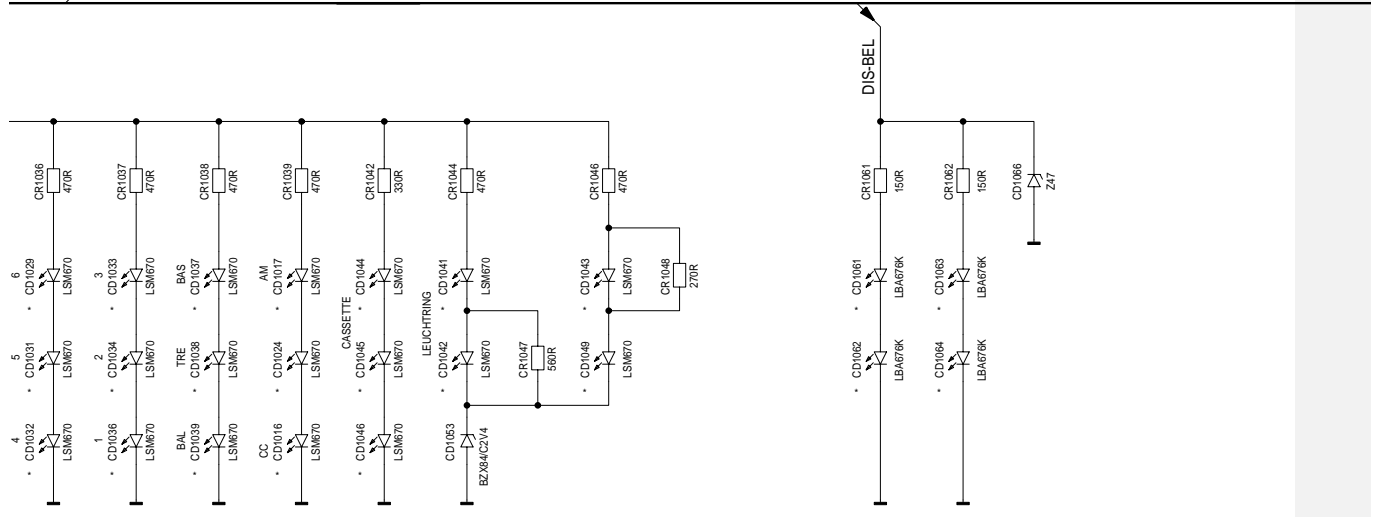 DIS-BEL
CR1036
470R
CR1037
470R
CR1038
470R
CR1039
470R
CR1042
330R
CR1044
470R
CR1046
470R
CR1061
150R
CR1062
150R
CD1066
Z47
6
* CD1029
LSM670
3
* CD1033
LSM670
BAS
* CD1037
LSM670
AM
* CD1017
LSM670
CASSETTE
* CD1044
LSM670
LEUCHTRING
* CD1041
LSM670
* CD1043
LSM670
CR1048
270R
* CD1061
LBA676K
* CD1063
LBA676K
5
* CD1031
LSM670
2
* CD1034
LSM670
TRE
* CD1038
LSM670
* CD1024
LSM670
* CD1045
LSM670
* CD1042
LSM670
CR1047
560R
* CD1049
LSM670
* CD1062
LBA676K
* CD1064
LBA676K
4
* CD1032
LSM670
1
* CD1036
LSM670
BAL
* CD1039
LSM670
CC
* CD1016
LSM670
* CD1046
LSM670
CD1053
BZX84/C2V4